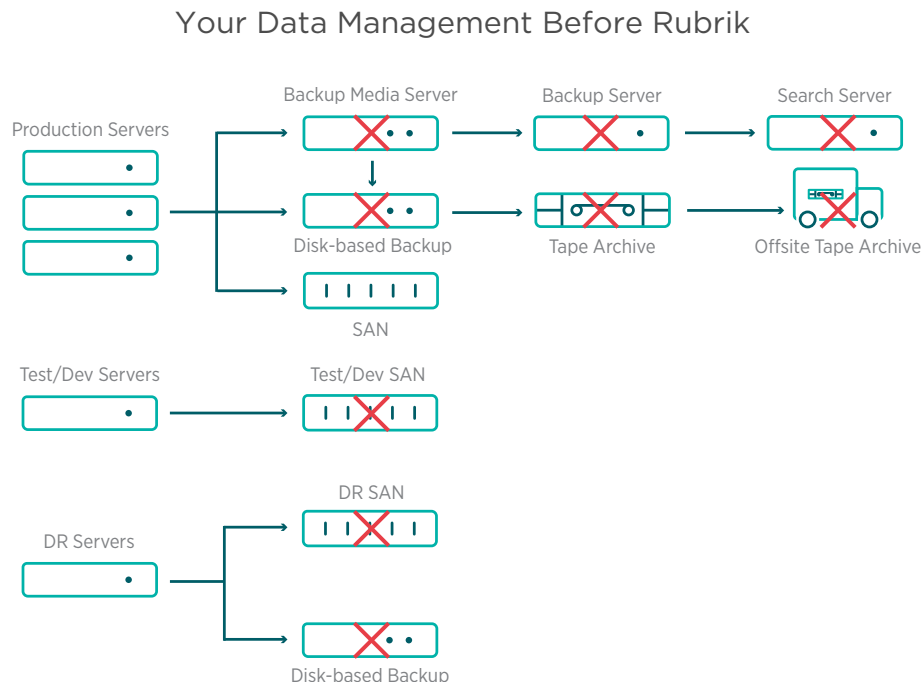 Your Data Management Before Rubrik
Backup Media Server
Backup Server
Search Server
Production Servers
Disk-based Backup
Tape Archive
Offsite Tape Archive
SAN
Test/Dev Servers
Test/Dev SAN
DR SAN
DR Servers
Disk-based Backup